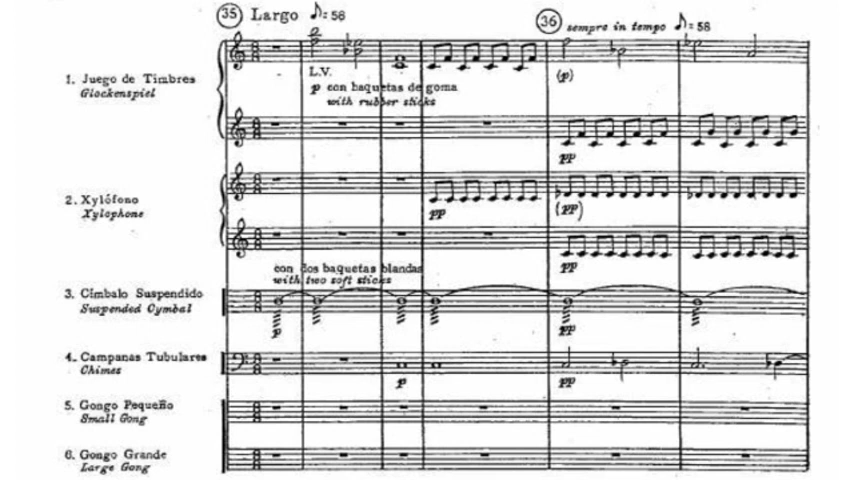 35 Largo ♪=58
36 sempre in tempo ♪=58
1. Juego de Timbres
Glockenspiel
L.V.
p con baquetas de goma
with rubber sticks
(p)
pp
2. Xylófono
Xylophone
pp
(pp)
pp
con dos baquetas blandas
with two soft sticks
3. Címbalo Suspendido
Suspended Cymbal
p
pp
4. Campanas Tubulares
Chimes
p
pp
5. Gongo Pequeño
Small Gong
6. Gongo Grande
Large Gong